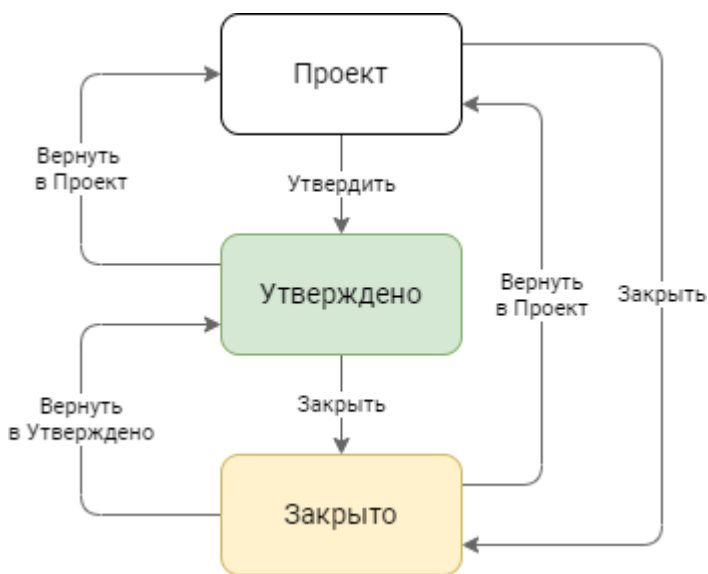 Проект
Вернуть
в Проект
Утвердить
Утверждено
Вернуть
в Проект
Закрыть
Закрыть
Вернуть
в Утверждено
Закрыто